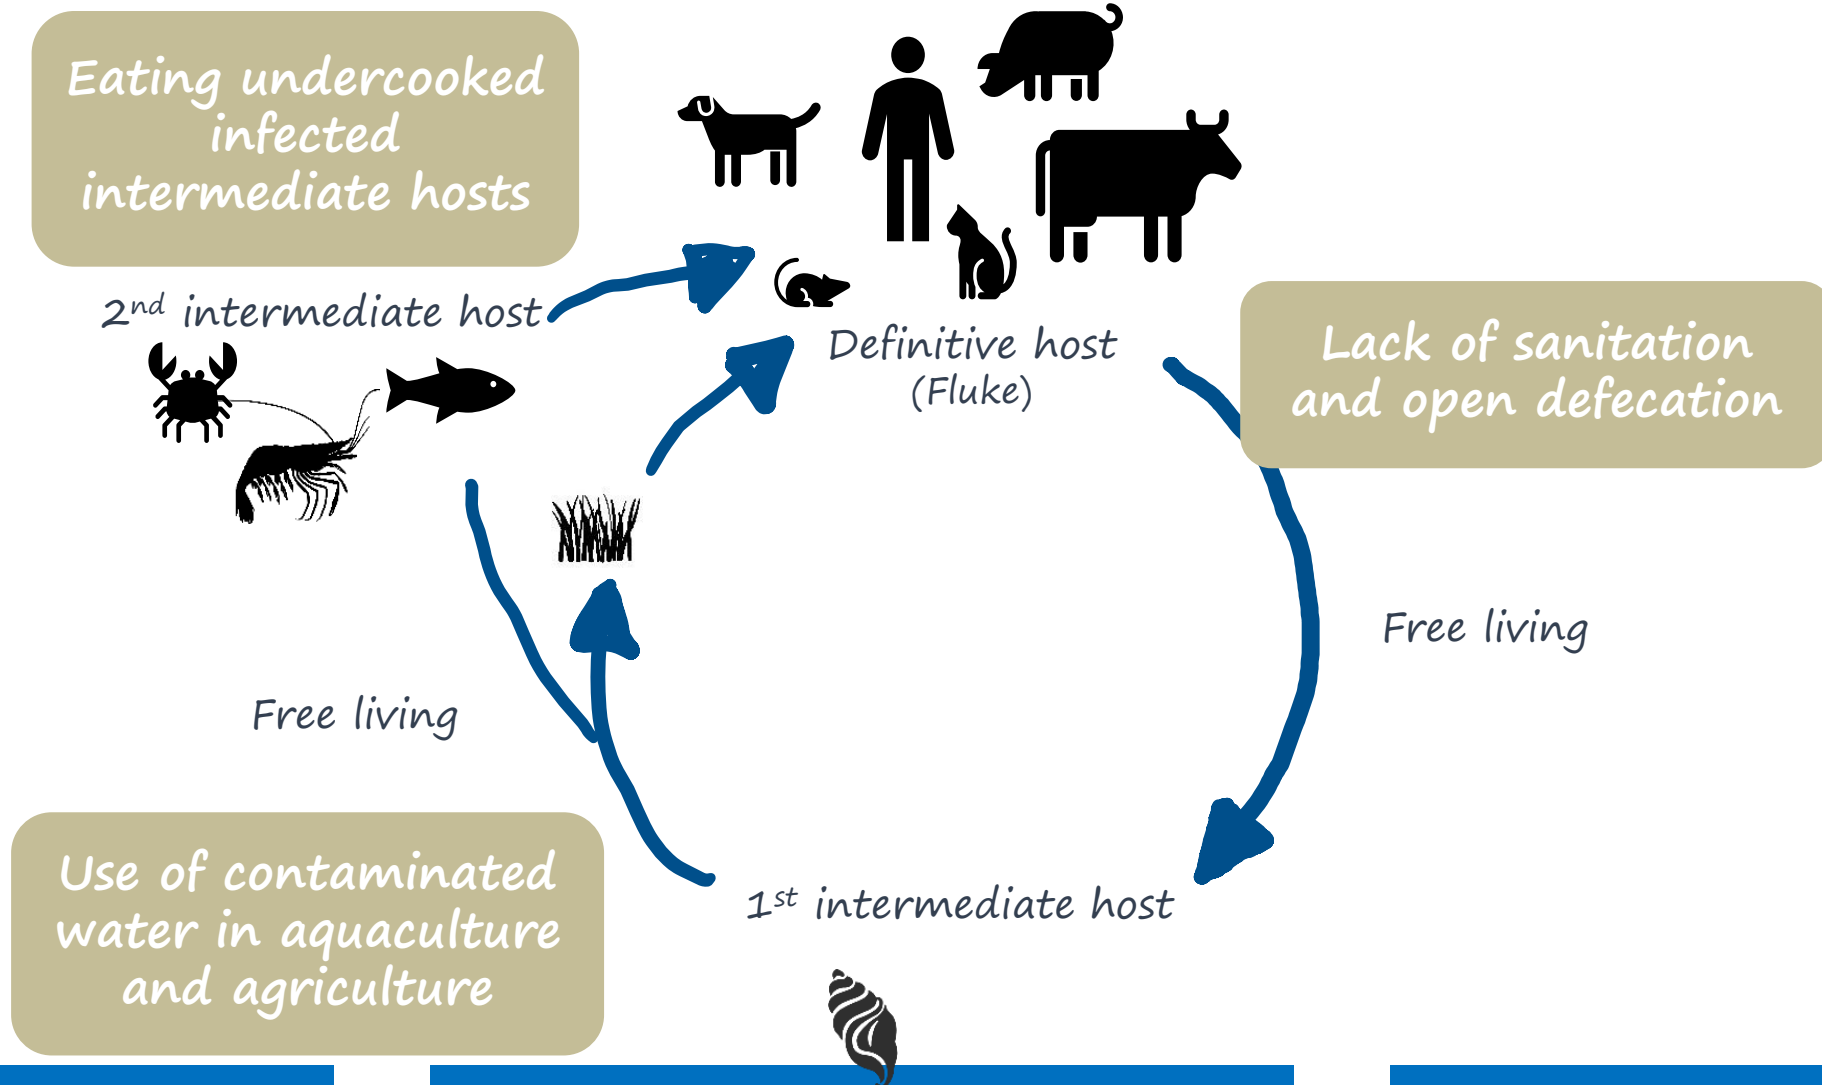 Eating undercooked
infected
intermediate hosts
2nd intermediate host
Definitive host
(Fluke)
Lack of sanitation
and open defecation
Free living
Free living
Use of contaminated
water in aquaculture
and agriculture
1st intermediate host